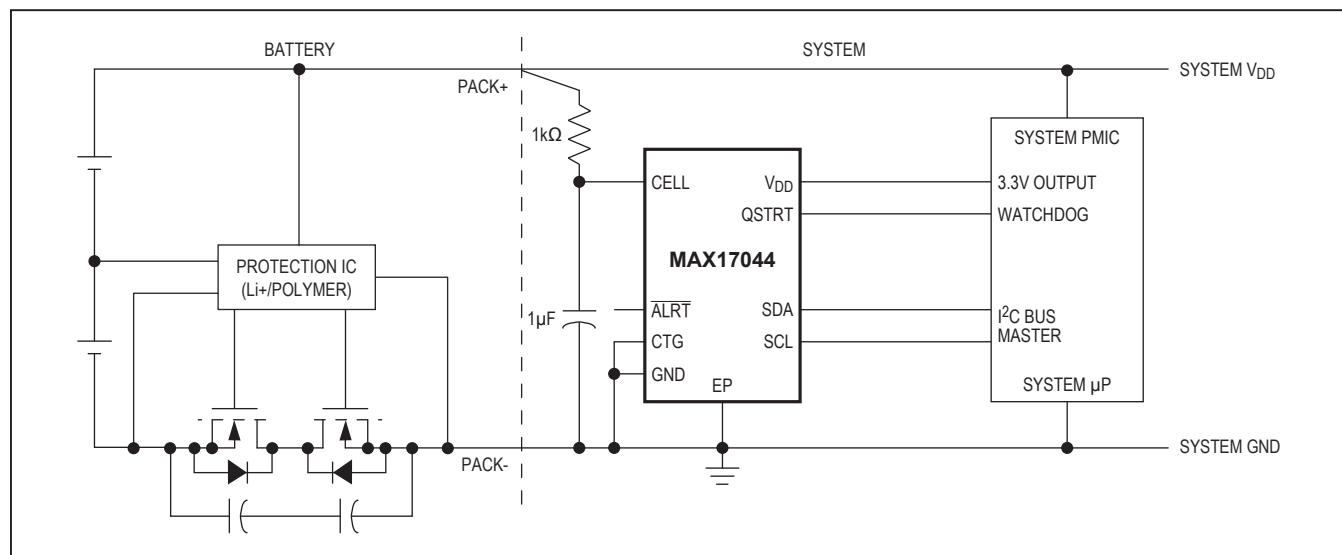 BATTERY
SYSTEM
PACK+
SYSTEM VDD
1kΩ
SYSTEM PMIC
CELL
VDD
3.3V OUTPUT
QSTRT
WATCHDOG
MAX17044
PROTECTION IC
(Li+/POLYMER)
1µF
ALRT
SDA
I²C BUS
MASTER
CTG
SCL
GND
EP
SYSTEM µP
PACK-
SYSTEM GND